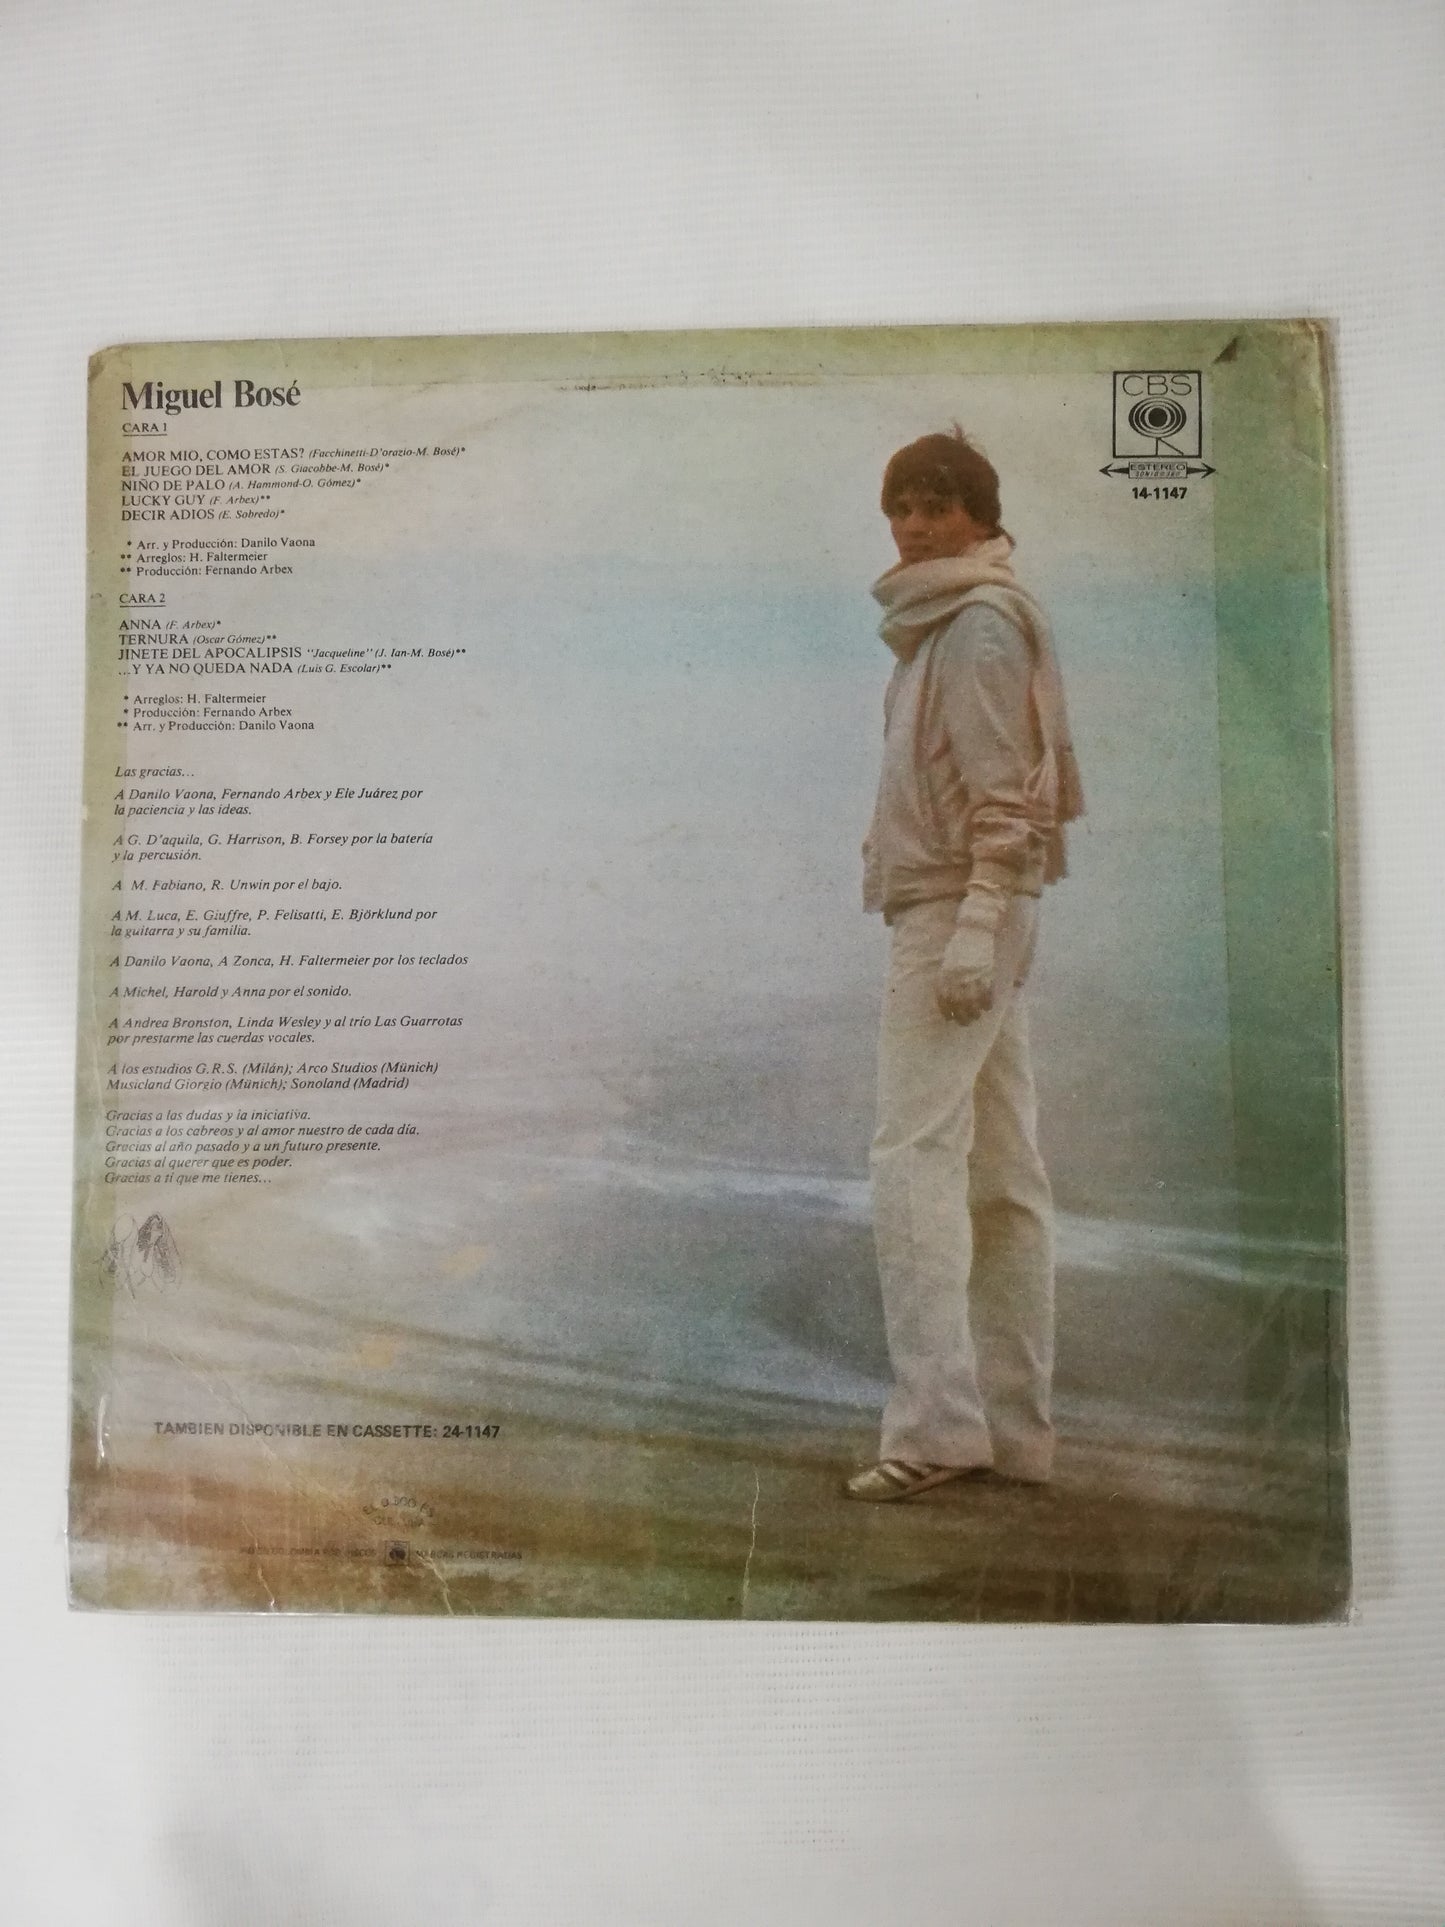 Miguel Bosé
CARA 1
AMOR MIO, COMO ESTAS? (Facchinetti-D'orazio-M. Bosé)*
EL JUEGO DEL AMOR (S. Giacobbe-M. Bosé)*
NIÑO DE PALO (A. Hammond-O. Gómez)*
LUCKY GUY (F. Arbex)**
DECIR ADIOS (E. Sobredo)*
* Arr. y Producción: Danilo Vaona
** Arreglos: H. Faltermeier
** Producción: Fernando Arbex
CARA 2
ANNA (F. Arbex)*
TERNURA (Oscar Gómez)**
JINETE DEL APOCALIPSIS "Jacqueline" (J. Ian-M. Bosé)**
...Y YA NO QUEDA NADA (Luis G. Escolar)**
* Arreglos: H. Faltermeier
* Producción: Fernando Arbex
** Arr. y Producción: Danilo Vaona
Las gracias...
A Danilo Vaona, Fernando Arbex y Ele Juárez por
la paciencia y las ideas.
A G. D'aquila, G. Harrison, B. Forsey por la batería
y la percusión.
A M. Fabiano, R. Unwin por el bajo.
A M. Luca, E. Giuffre, P. Felisatti, E. Björklund por
la guitarra y su familia.
A Danilo Vaona, A Zonca, H. Faltermeier por los teclados
A Michel, Harold y Anna por el sonido.
A Andrea Bronston, Linda Wesley y al trío Las Guarrotas
por prestarme las cuerdas vocales.
A los estudios G.R.S. (Milán); Arco Studios (Münich)
Musicland Giorgio (Münich); Sonoland (Madrid)
Gracias a las dudas y la iniciativa.
Gracias a los cabreos y al amor nuestro de cada día.
Gracias al año pasado y a un futuro presente.
Gracias al querer que es poder.
Gracias a ti que me tienes...
TAMBIEN DISPONIBLE EN CASSETTE: 24-1147
EL
MARCAS REGISTRADAS
CBS
ESTEREO
SONIDO 360
14-1147